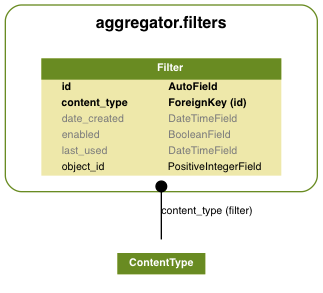 aggregator.filters
Filter
id AutoField
content_type ForeignKey (id)
date_created DateTimeField
enabled BooleanField
last_used DateTimeField
object_id PositiveIntegerField
content_type (filter)
ContentType